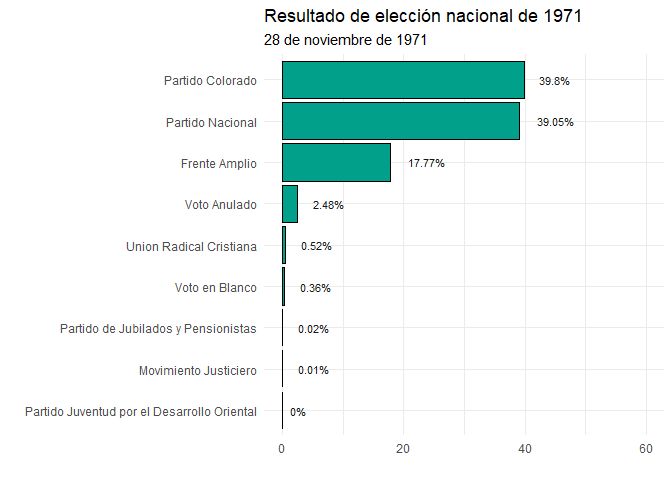 Resultado de elección nacional de 1971
28 de noviembre de 1971
Partido Colorado 39.8%
Partido Nacional 39.05%
Frente Amplio 17.77%
Voto Anulado 2.48%
Union Radical Cristiana 0.52%
Voto en Blanco 0.36%
Partido de Jubilados y Pensionistas 0.02%
Movimiento Justiciero 0.01%
Partido Juventud por el Desarrollo Oriental 0%
0 20 40 60